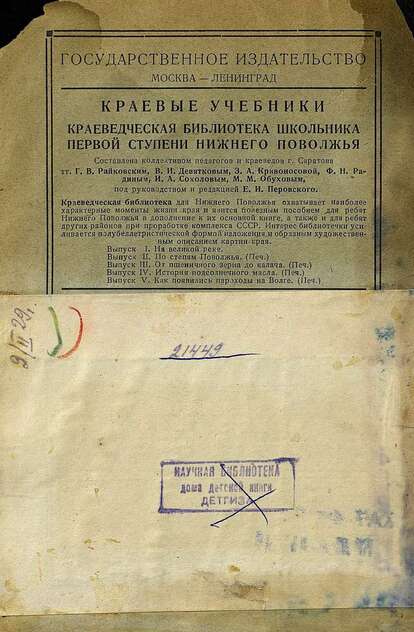 ГОСУДАРСТВЕННОЕ ИЗДАТЕЛЬСТВО
МОСКВА — ЛЕНИНГРАД
КРАЕВЫЕ УЧЕБНИКИ
КРАЕВЕДЧЕСКАЯ БИБЛИОТЕКА ШКОЛЬНИКА
ПЕРВОЙ СТУПЕНИ НИЖНЕГО ПОВОЛЖЬЯ
Составлена коллективом педагогов и краеведов г. Саратова
тт. Г. В. Райковским, В. И. Девятковым, З. А. Кравоносовой, Ф. Н. Ра-
диным, И. А. Соколовым, М. М. Обуховым,
под руководством и редакцией Е. И. Перовского.
Краеведческая библиотека для Нижнего Поволжья охватывает наиболее
характерные моменты жизни края и явится полезным пособием для ребят
Нижнего Поволжья в дополнение к их основной книге, а также и для ребят
других районов при проработке комплекса СССР. Интерес библиотечки уси-
ливается полубеллетристической формой изложения и образным художествен-
ным описанием картин края.
Выпуск I. На великой реке.
Выпуск II. По степям Поволжья. (Печ.)
Выпуск III. От пшеничного зерна до калача. (Печ.)
Выпуск IV. История подсолнечного масла. (Печ.)
Выпуск V. Как появились пароходы на Волге. (Печ.)
9/II 29,
21449
НАУЧНАЯ БИБЛИОТЕКА
дома детской книги
ДЕТГИЗА